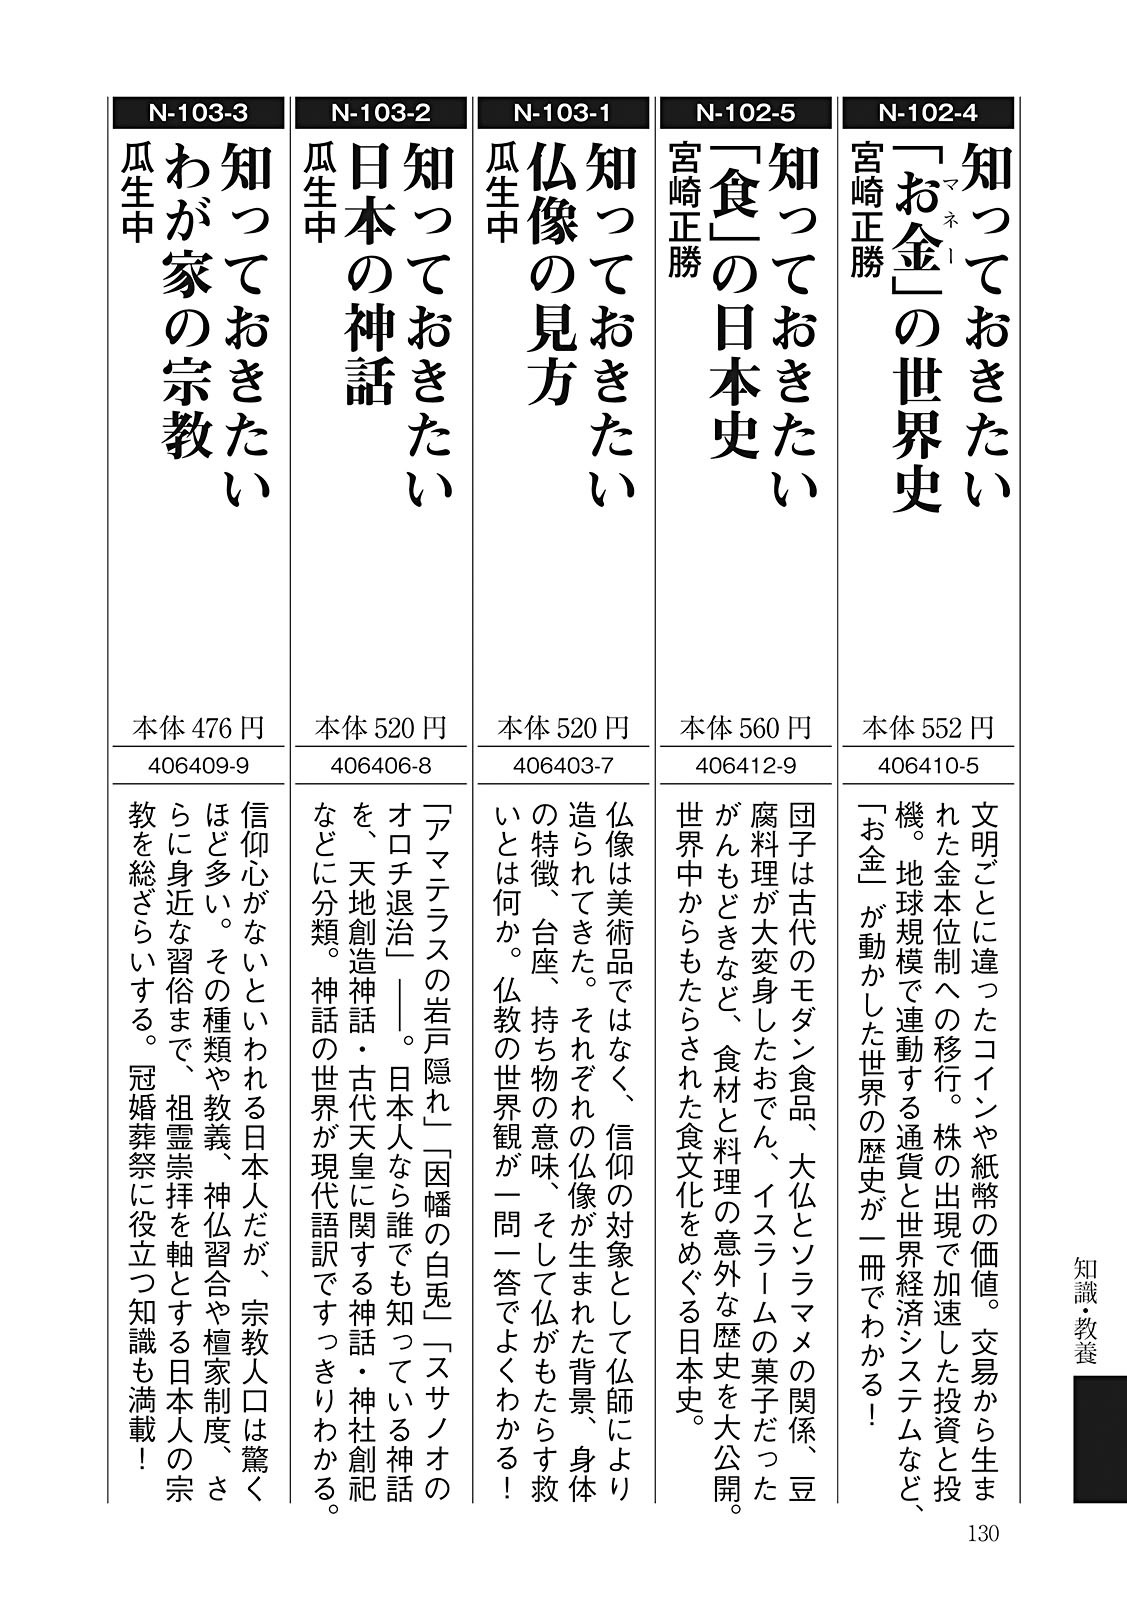 N-102-4
知っておきたい
「お金」の世界史
マネー
宮崎正勝
本体 552 円
406410-5
文明ごとに違ったコインや紙幣の価値。交易から生ま
れた金本位制への移行。株の出現で加速した投資と投
機。地球規模で連動する通貨と世界経済システムなど、
「お金」が動かした世界の歴史が一冊でわかる！
N-102-5
知っておきたい
「食」の日本史
宮崎正勝
本体 560 円
406412-9
団子は古代のモダン食品、大仏とソラマメの関係、豆
腐料理が大変身したおでん、イスラームの菓子だった
がんもどきなど、食材と料理の意外な歴史を大公開。
世界中からもたらされた食文化をめぐる日本史。
N-103-1
知っておきたい
仏像の見方
瓜生中
本体 520 円
406403-7
仏像は美術品ではなく、信仰の対象として仏師により
造られてきた。それぞれの仏像が生まれた背景、身体
の特徴、台座、持ち物の意味、そして仏がもたらす救
いとは何か。仏教の世界観が一問一答でよくわかる！
N-103-2
知っておきたい
日本の神話
瓜生中
本体 520 円
406406-8
「アマテラスの岩戸隠れ」「因幡の白兎」「スサノオの
オロチ退治」――。日本人なら誰でも知っている神話
を、天地創造神話・古代天皇に関する神話・神社創祀
などに分類。神話の世界が現代語訳ですっきりわかる。
N-103-3
知っておきたい
わが家の宗教
瓜生中
本体 476 円
406409-9
信仰心がないといわれる日本人だが、宗教人口は驚く
ほど多い。その種類や教義、神仏習合や檀家制度、さ
らに身近な習俗まで、祖霊崇拝を軸とする日本人の宗
教を総ざらいする。冠婚葬祭に役立つ知識も満載！
知識・教養
130